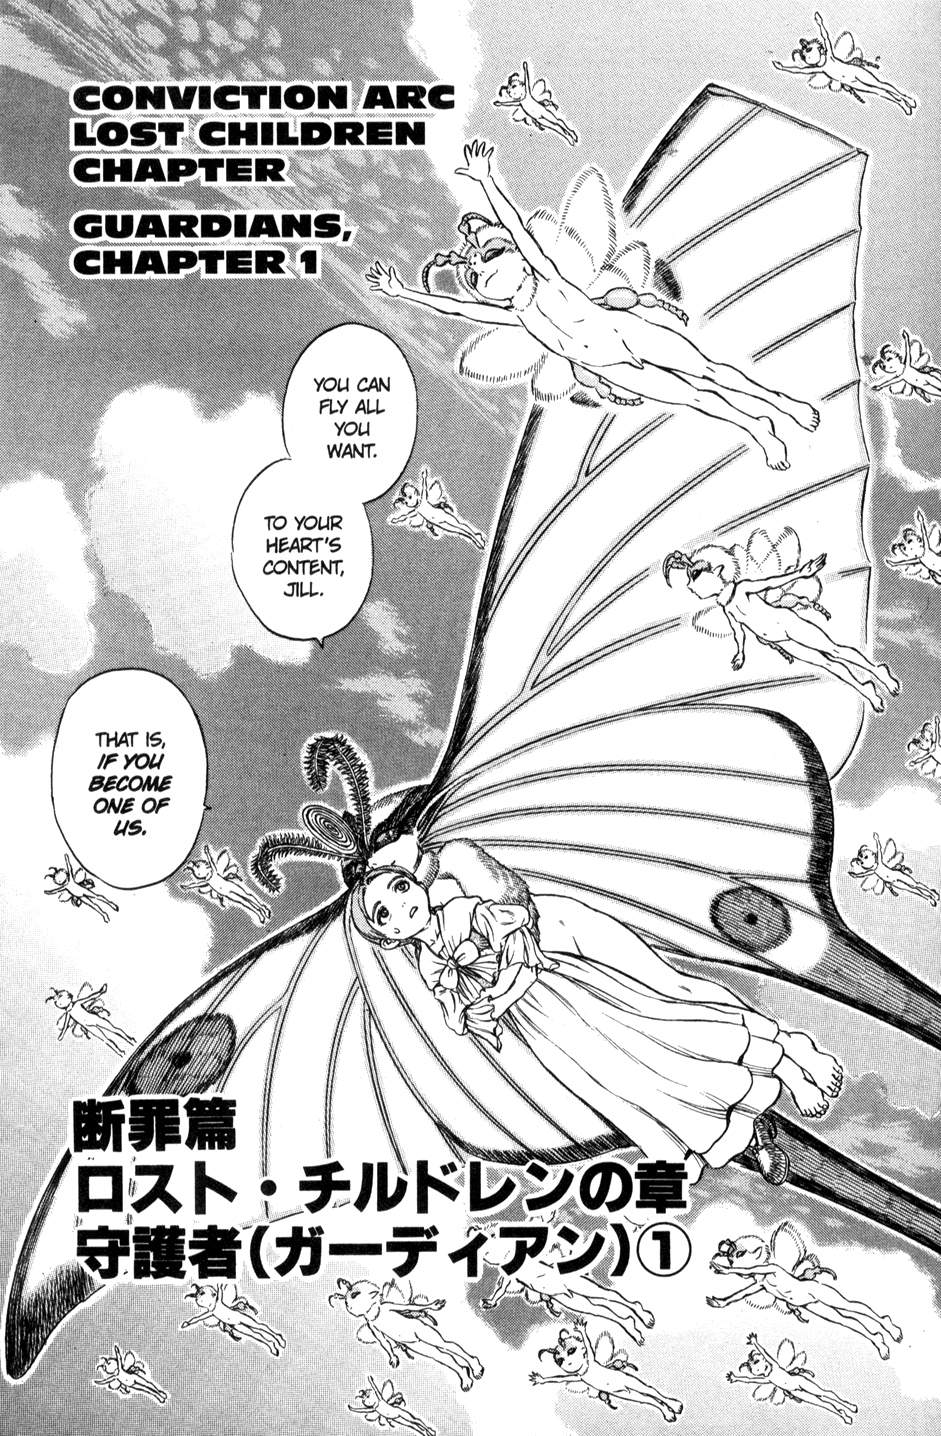 CONVICTION ARC
LOST CHILDREN
CHAPTER
GUARDIANS,
CHAPTER 1
YOU CAN
FLY ALL
YOU
WANT.
TO YOUR
HEART'S
CONTENT,
JILL.
THAT IS,
IF YOU
BECOME
ONE OF
US.
断罪篇
ロスト・チルドレンの章
守護者(ガーディアン)①